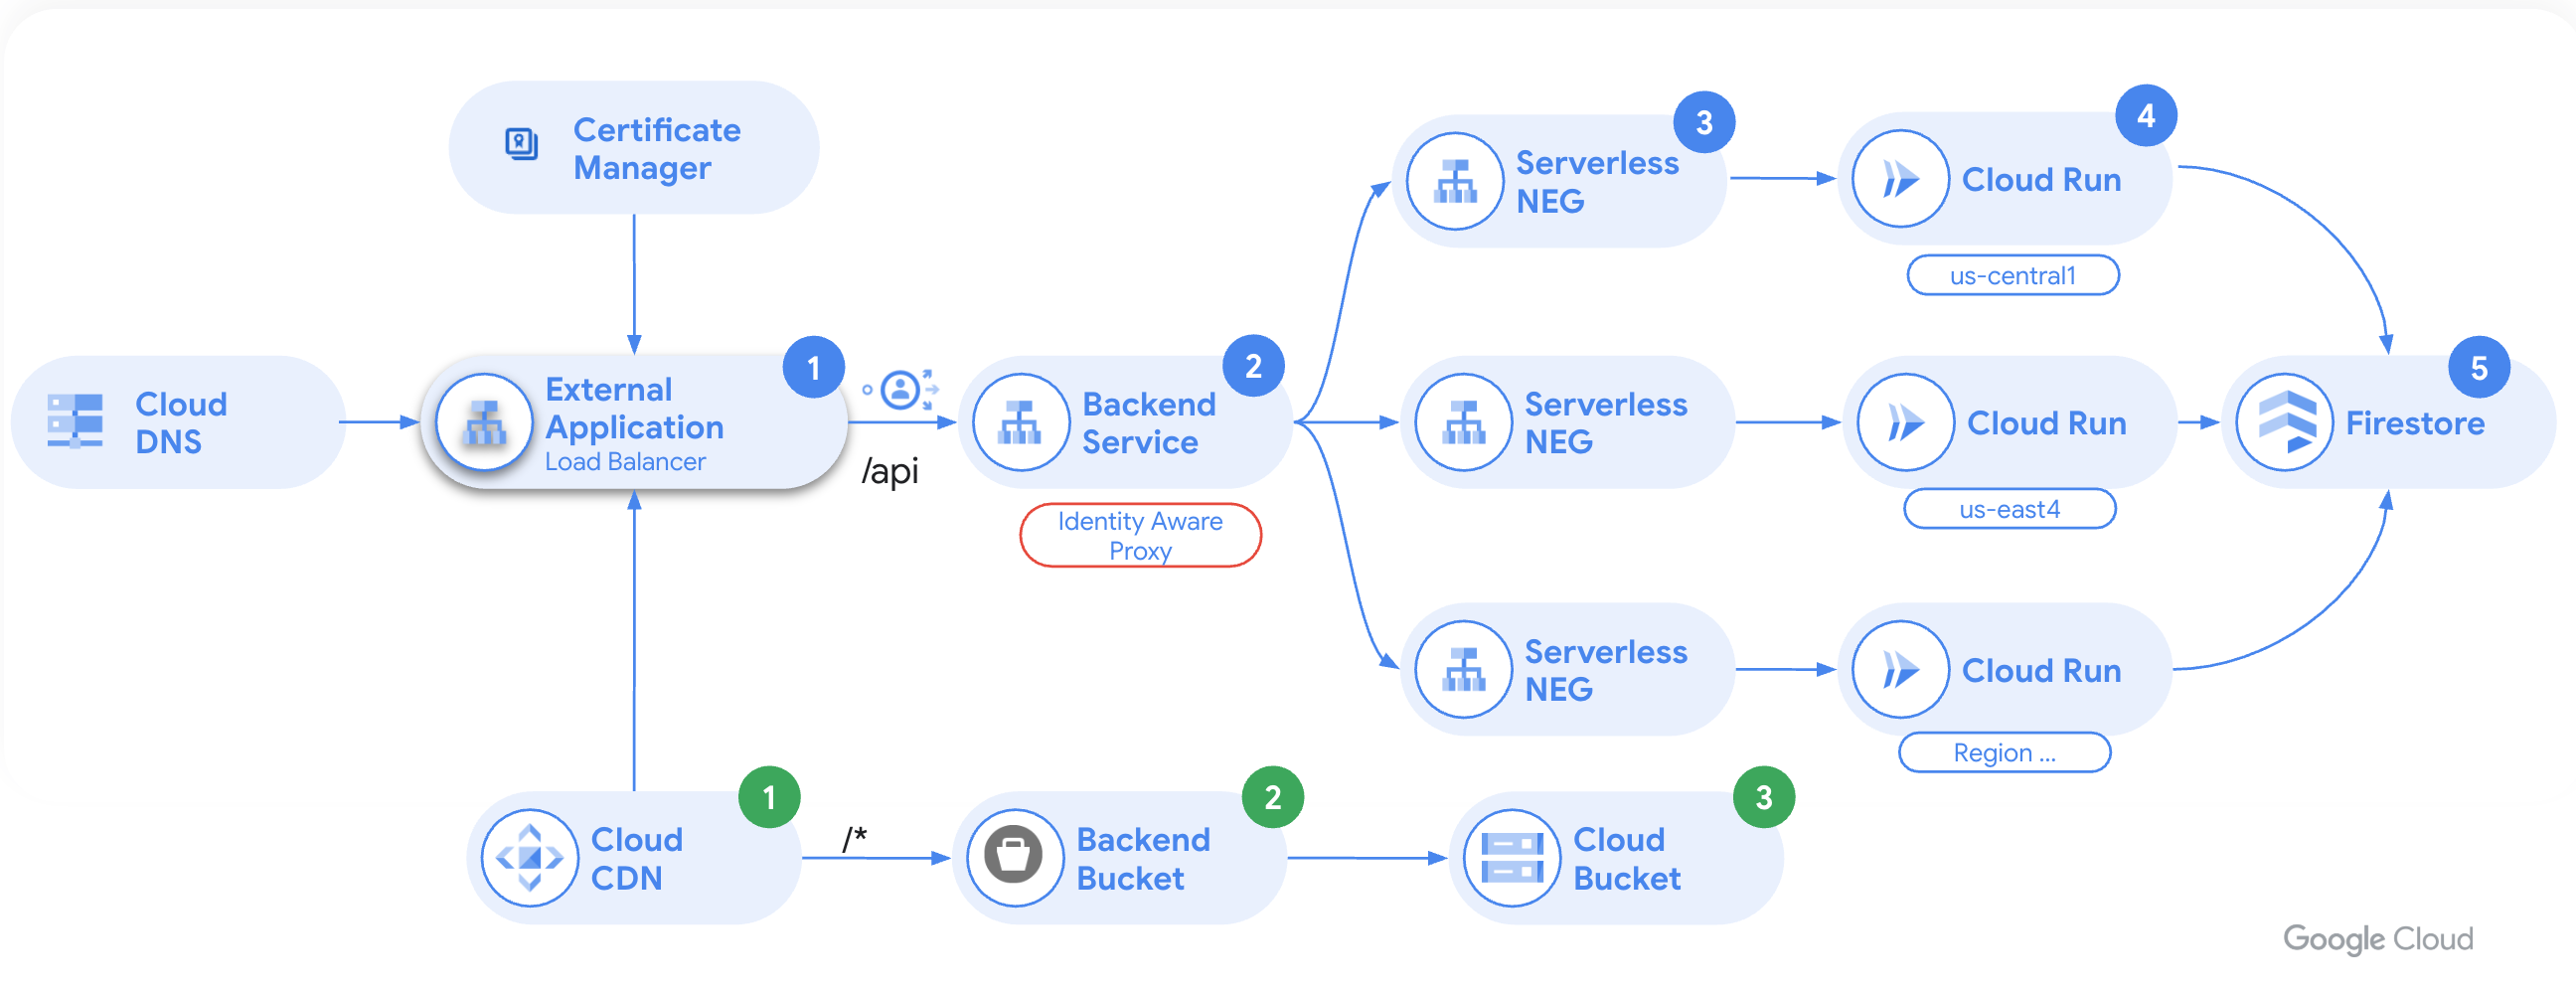 Certificate
Manager
Cloud
DNS
External
Application
Load Balancer
1
/api
Backend
Service
2
Identity Aware
Proxy
Serverless
NEG
3
Cloud Run
4
us-central1
Serverless
NEG
Cloud Run
us-east4
Firestore
5
Serverless
NEG
Cloud Run
Region ...
Cloud
CDN
1
/*
Backend
Bucket
2
Cloud
Bucket
3
Google Cloud